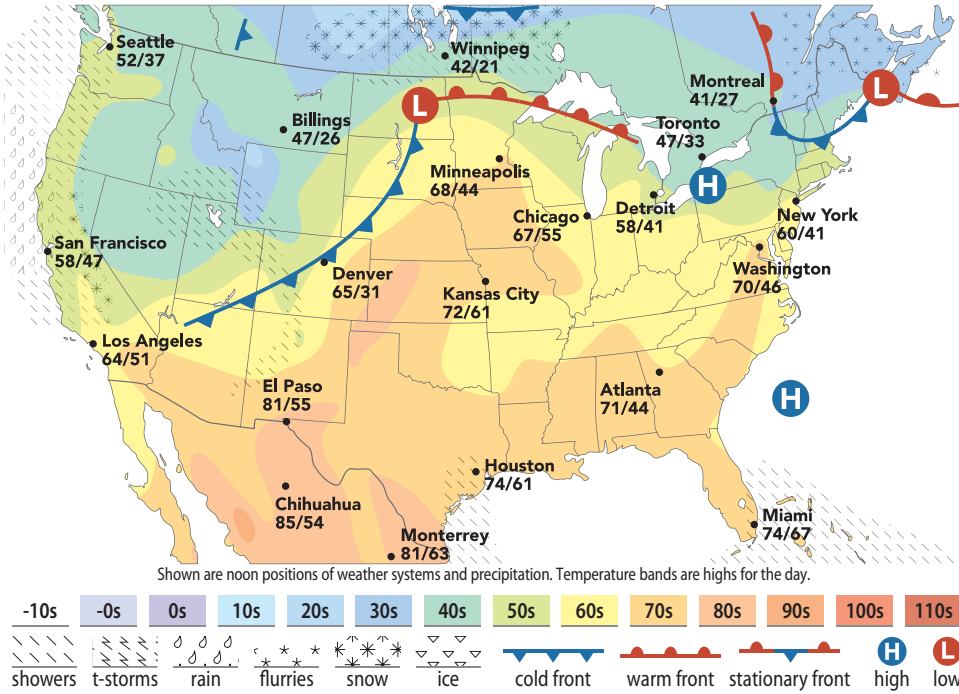 Seattle
52/37
Winnipeg
42/21
Montreal
41/27
L
L
Billings
47/26
Toronto
47/33
Minneapolis
68/44
H
Chicago
67/55
Detroit
58/41
New York
60/41
San Francisco
58/47
Denver
65/31
Washington
70/46
Kansas City
72/61
Los Angeles
64/51
El Paso
81/55
Atlanta
71/44
H
Houston
74/61
Chihuahua
85/54
Miami
74/67
Monterrey
81/63
Shown are noon positions of weather systems and precipitation. Temperature bands are highs for the day.
-10s -0s 0s 10s 20s 30s 40s 50s 60s 70s 80s 90s 100s 110s
H L
showers t-storms rain flurries snow ice cold front warm front stationary front high low